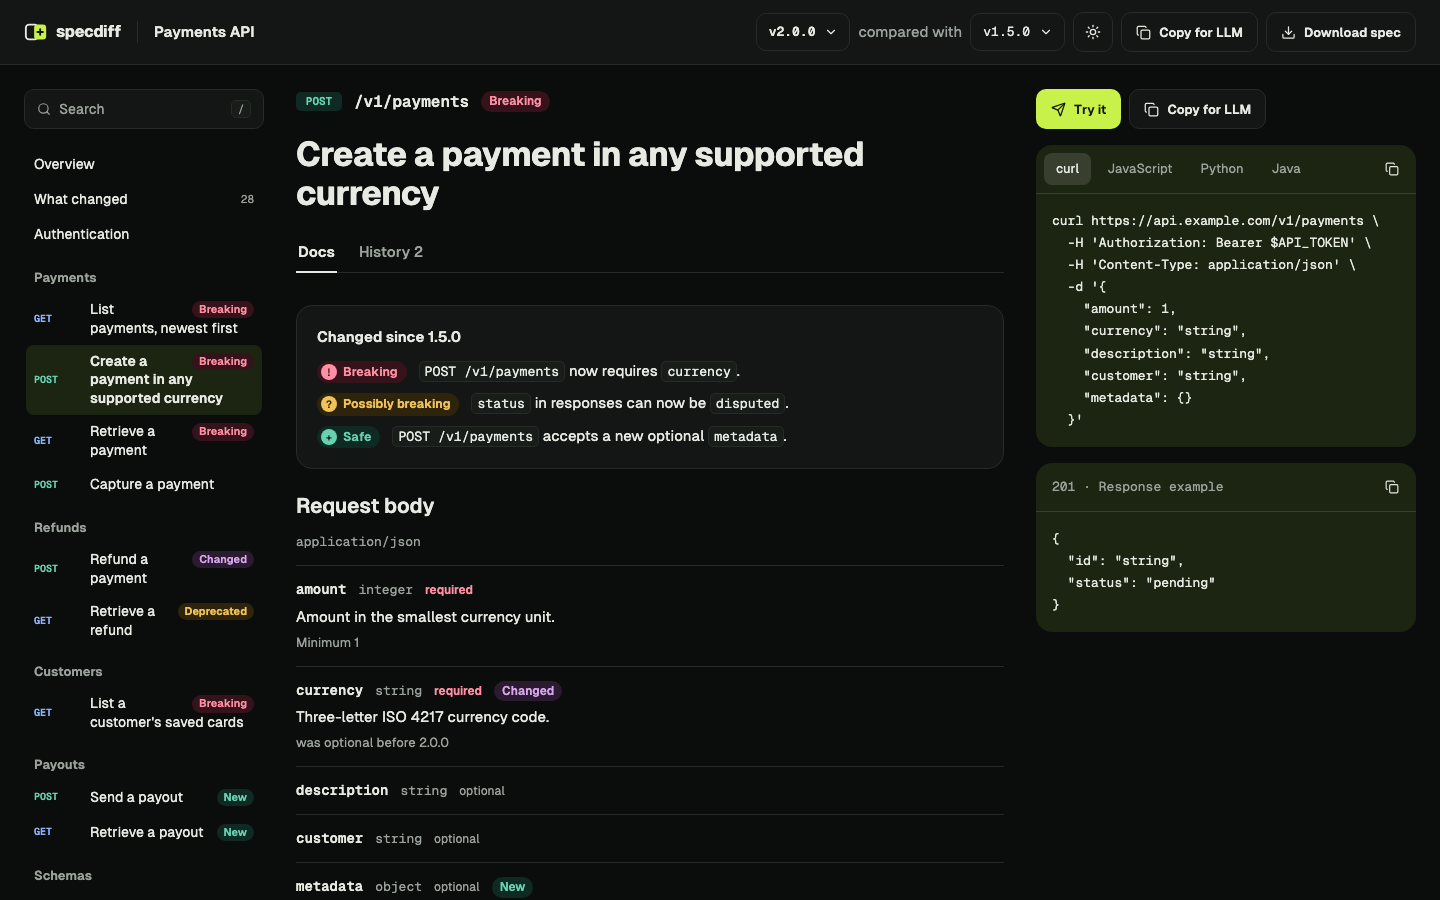 specdiff
Payments API
v2.0.0
compared with
v1.5.0
Copy for LLM
Download spec
Search
/
Overview
What changed 28
Authentication
Payments
GET List payments, newest first Breaking
POST Create a payment in any supported currency Breaking
GET Retrieve a payment Breaking
POST Capture a payment
Refunds
POST Refund a payment Changed
GET Retrieve a refund Deprecated
Customers
GET List a customer's saved cards Breaking
Payouts
POST Send a payout New
GET Retrieve a payout New
Schemas
POST /v1/payments Breaking
Create a payment in any supported
currency
Docs History 2
Changed since 1.5.0
! Breaking POST /v1/payments now requires currency.
? Possibly breaking status in responses can now be disputed.
+ Safe POST /v1/payments accepts a new optional metadata.
Request body
application/json
amount integer required
Amount in the smallest currency unit.
Minimum 1
currency string required Changed
Three-letter ISO 4217 currency code.
was optional before 2.0.0
description string optional
customer string optional
metadata object optional New
Try it
Copy for LLM
curl JavaScript Python Java
curl https://api.example.com/v1/payments \
-H 'Authorization: Bearer $API_TOKEN' \
-H 'Content-Type: application/json' \
-d '{
"amount": 1,
"currency": "string",
"description": "string",
"customer": "string",
"metadata": {}
}'
201 · Response example
{
"id": "string",
"status": "pending"
}